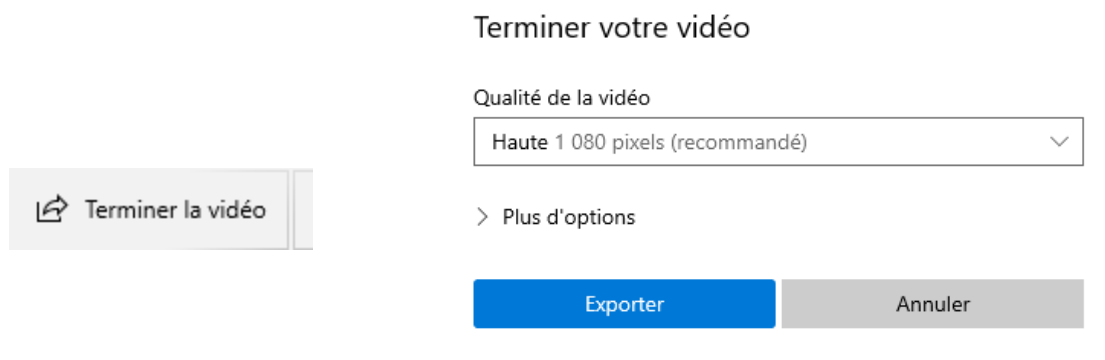 Terminer la vidéo
Terminer votre vidéo
Qualité de la vidéo
Haute 1 080 pixels (recommandé)
Plus d'options
Exporter
Annuler